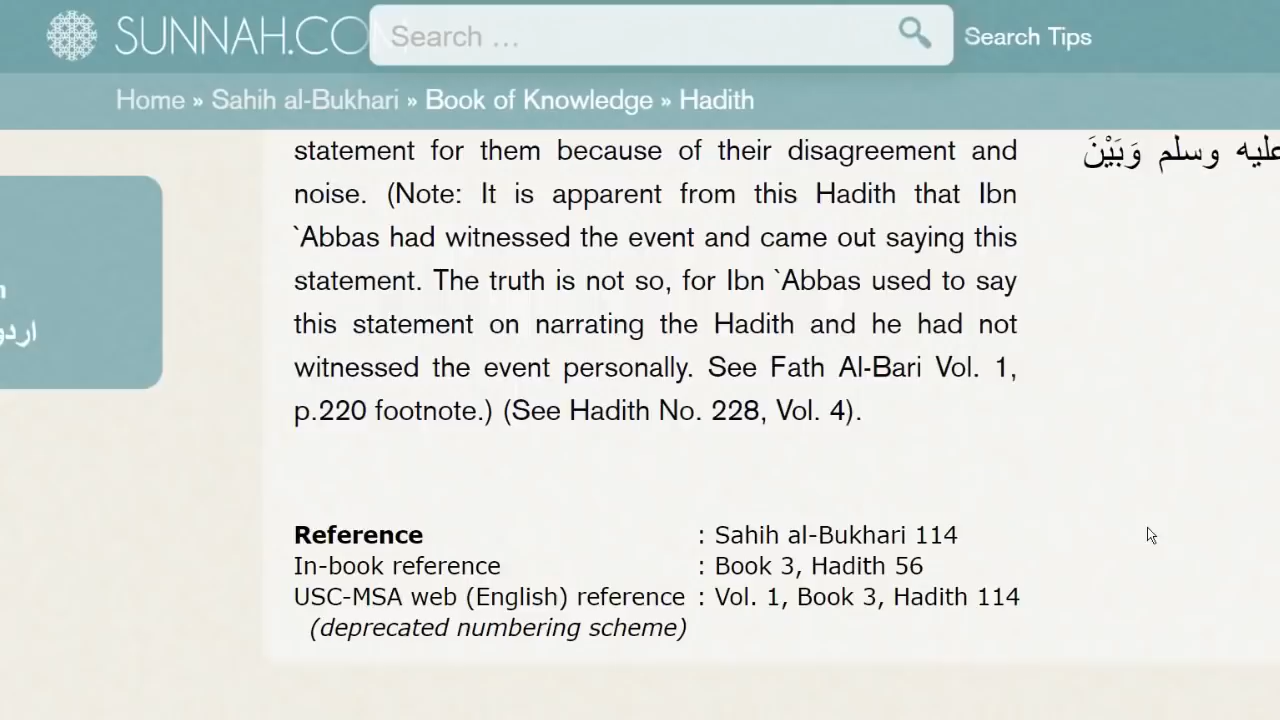 SUNNAH.CO
Search ...
Search Tips
Home » Sahih al-Bukhari » Book of Knowledge » Hadith
statement for them because of their disagreement and
noise. (Note: It is apparent from this Hadith that Ibn
`Abbas had witnessed the event and came out saying this
statement. The truth is not so, for Ibn `Abbas used to say
this statement on narrating the Hadith and he had not
witnessed the event personally. See Fath Al-Bari Vol. 1,
p.220 footnote.) (See Hadith No. 228, Vol. 4).
عليه وسلم وَبَيْنَ
اردو
Reference : Sahih al-Bukhari 114
In-book reference : Book 3, Hadith 56
USC-MSA web (English) reference : Vol. 1, Book 3, Hadith 114
(deprecated numbering scheme)